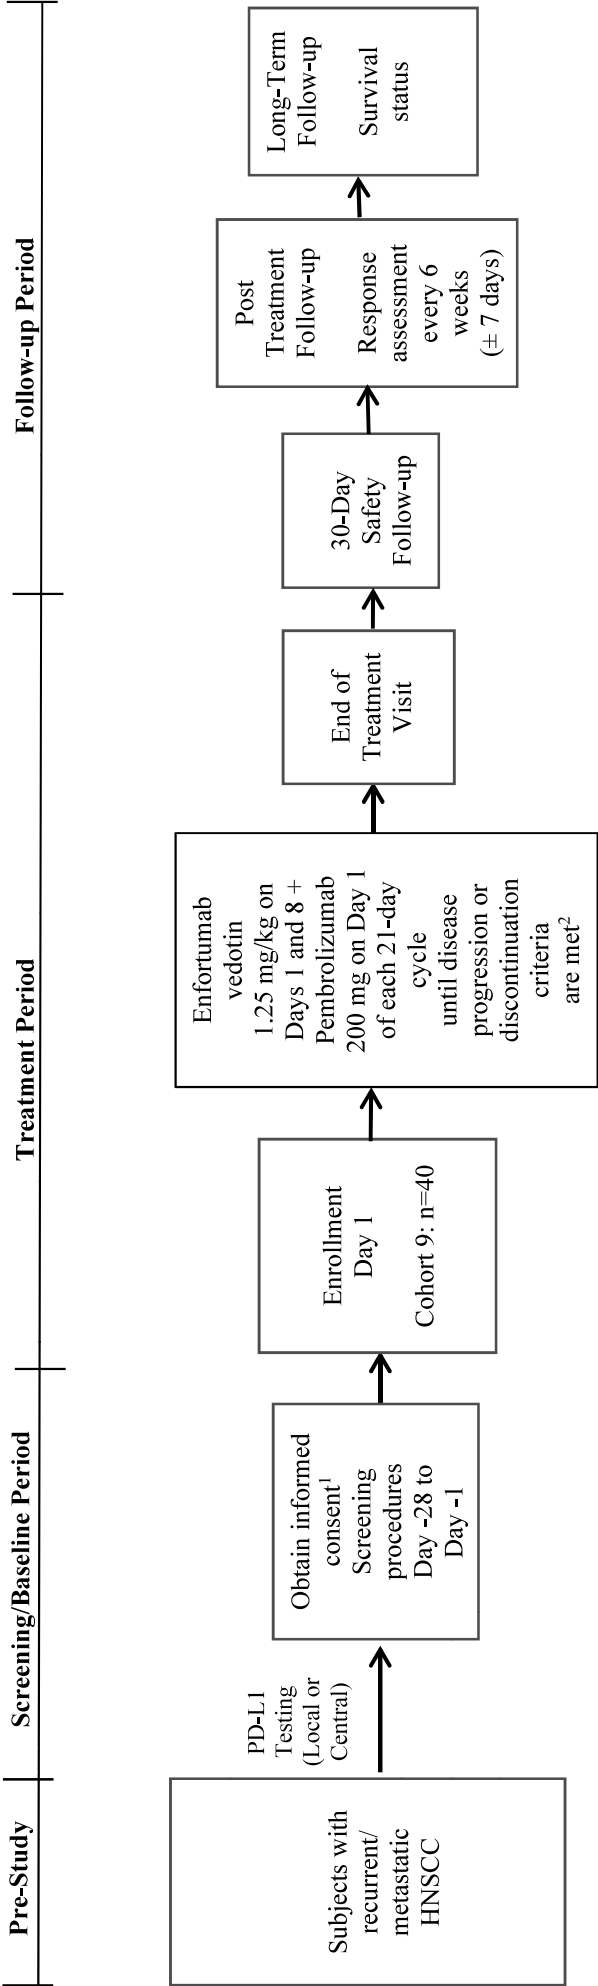 Pre-Study
Screening/Baseline Period
Treatment Period
Follow-up Period
Subjects with
recurrent/
metastatic
HNSCC
PD-L1
Testing
(Local or
Central)
Obtain informed
consent¹
Screening
procedures
Day -28 to
Day -1
Enrollment
Day 1
Cohort 9: n=40
Enfortumab
vedotin
1.25 mg/kg on
Days 1 and 8 +
Pembrolizumab
200 mg on Day 1
of each 21-day
cycle
until disease
progression or
discontinuation
criteria
are met²
End of
Treatment
Visit
30-Day
Safety
Follow-up
Post
Treatment
Follow-up
Response
assessment
every 6
weeks
(± 7 days)
Long-Term
Follow-up
Survival
status